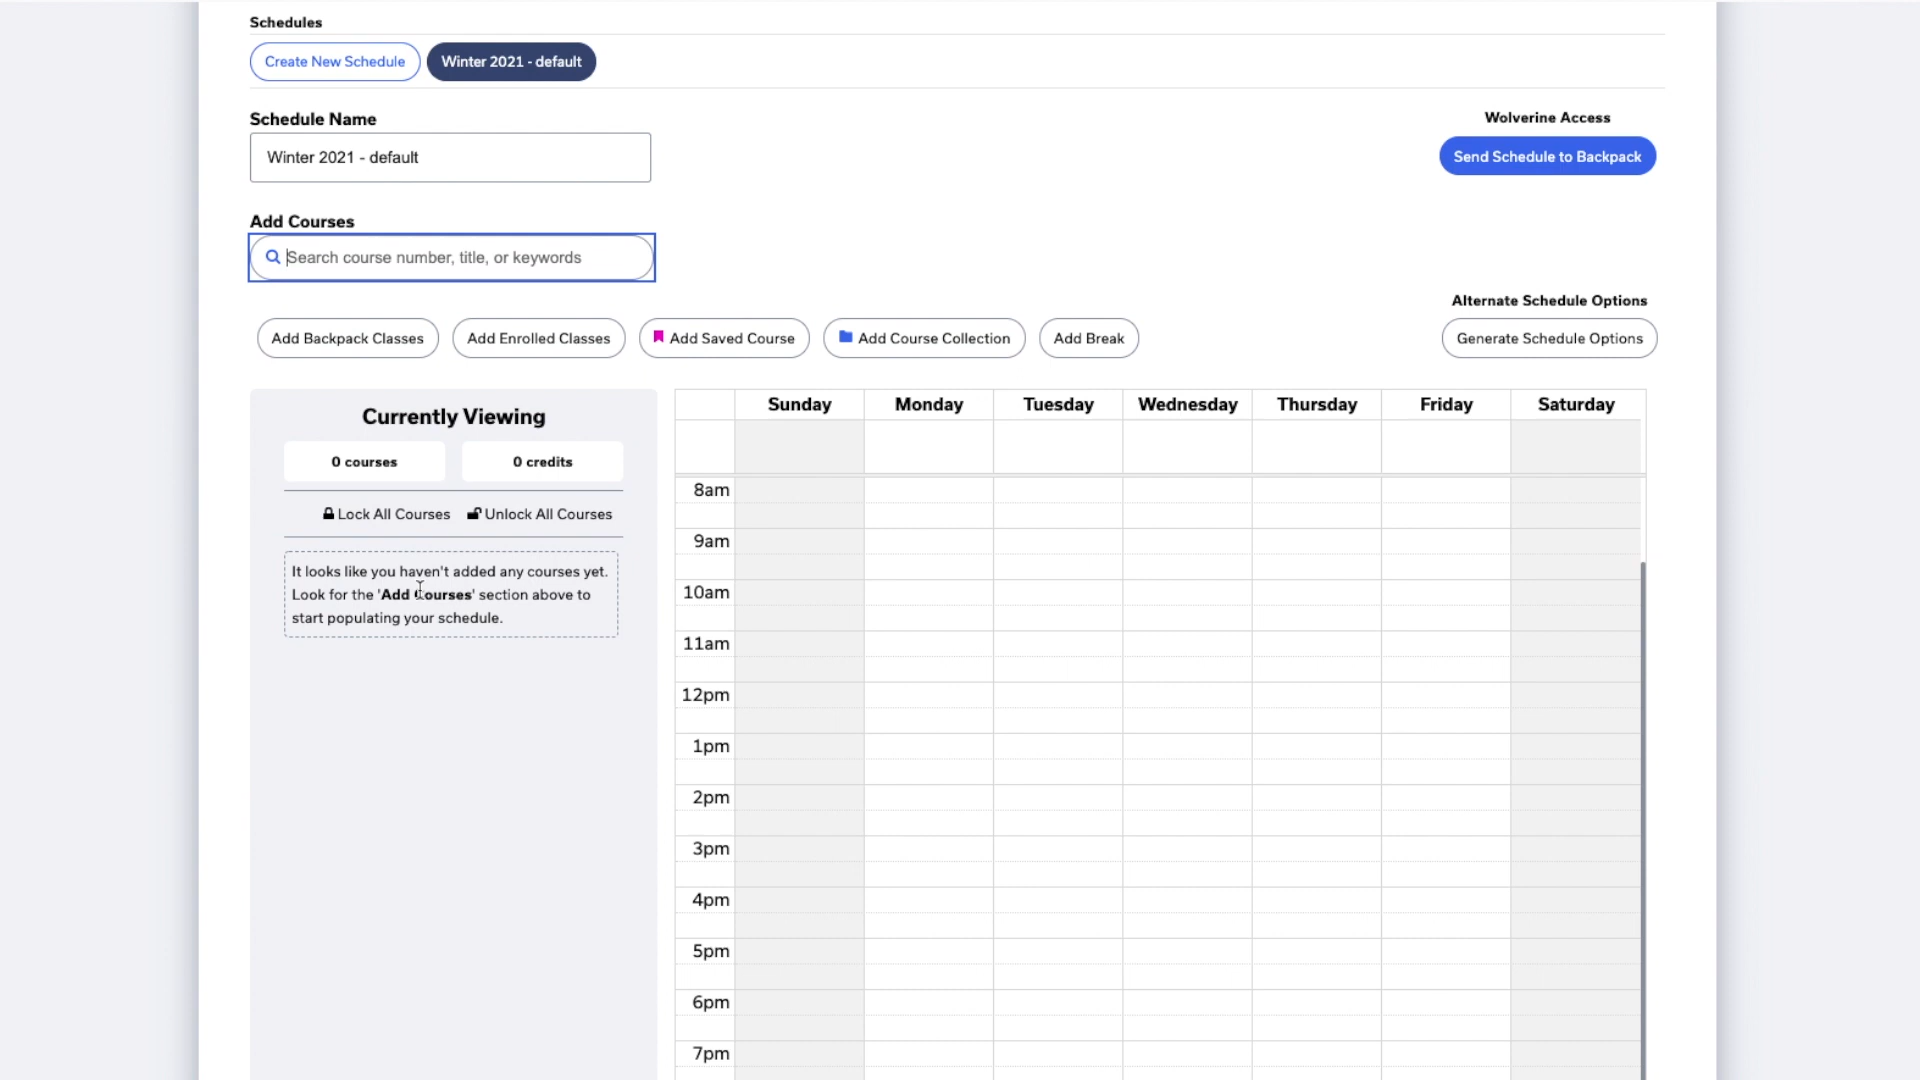 Schedules
Create New Schedule
Winter 2021 - default
Schedule Name
Winter 2021 - default
Wolverine Access
Send Schedule to Backpack
Add Courses
Search course number, title, or keywords
Alternate Schedule Options
Add Backpack Classes
Add Enrolled Classes
Add Saved Course
Add Course Collection
Add Break
Generate Schedule Options
Currently Viewing
0 courses
0 credits
Lock All Courses
Unlock All Courses
It looks like you haven't added any courses yet.
Look for the 'Add Courses' section above to
start populating your schedule.
Sunday
Monday
Tuesday
Wednesday
Thursday
Friday
Saturday
8am
9am
10am
11am
12pm
1pm
2pm
3pm
4pm
5pm
6pm
7pm